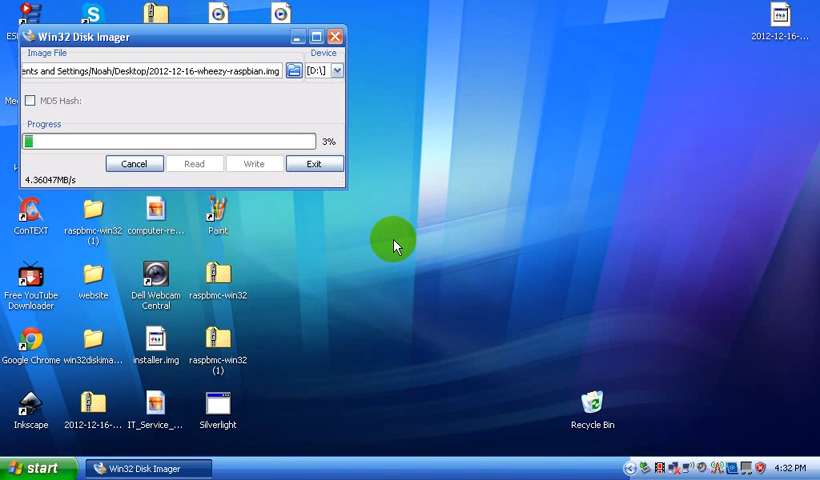 Win32 Disk Imager
Image File
Device
ents and Settings/Noah/Desktop/2012-12-16-wheezy-raspbian.img
[D:\]
MD5 Hash:
Progress
3%
Cancel
Read
Write
Exit
4.36047MB/s
2012-12-16-...
ConTEXT
raspbmc-win32
(1)
computer-re...
Paint
Free YouTube
Downloader
website
Dell Webcam
Central
raspbmc-win32
Google Chrome
win32diskima...
installer.img
raspbmc-win32
(1)
Inkscape
2012-12-16-...
IT_Service_...
Silverlight
Recycle Bin
start
Win32 Disk Imager
4:32 PM